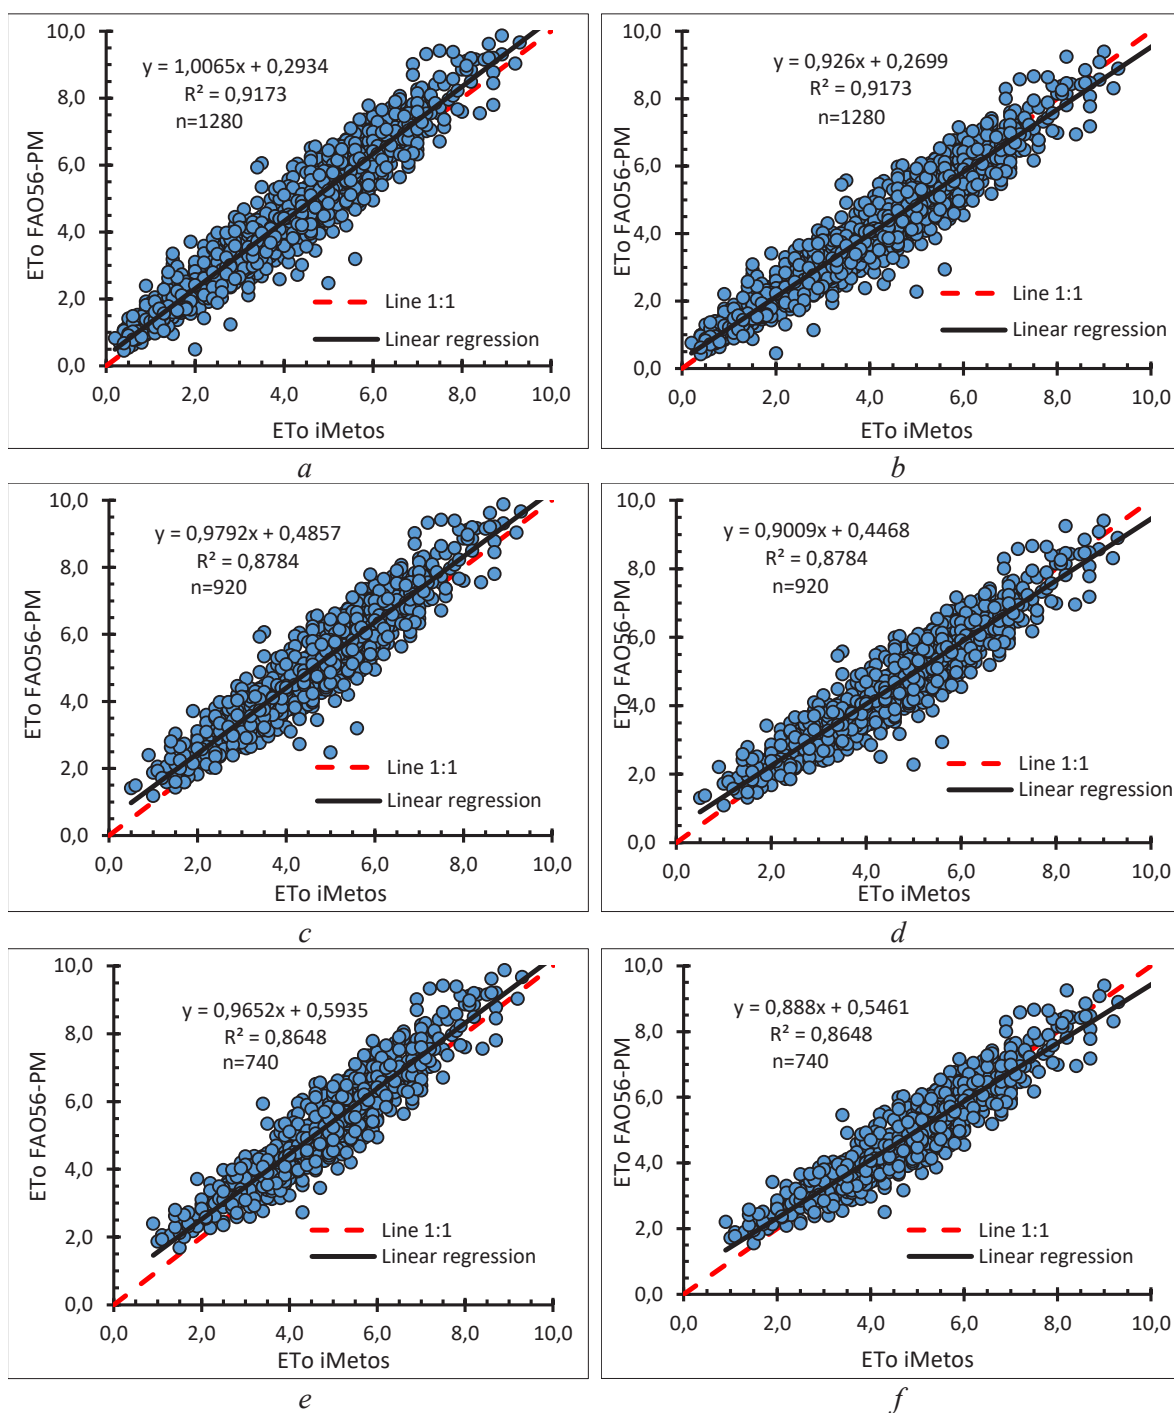 10,0
8,0
6,0
4,0
2,0
0,0
ETo FAO56-PM
y = 1,0065x + 0,2934
R² = 0,9173
n=1280
Line 1:1
Linear regression
0,0 2,0 4,0 6,0 8,0 10,0
ETo iMetos
a
10,0
8,0
6,0
4,0
2,0
0,0
ETo FAO56-PM
y = 0,926x + 0,2699
R² = 0,9173
n=1280
Line 1:1
Linear regression
0,0 2,0 4,0 6,0 8,0 10,0
ETo iMetos
b
10,0
8,0
6,0
4,0
2,0
0,0
ETo FAO56-PM
y = 0,9792x + 0,4857
R² = 0,8784
n=920
Line 1:1
Linear regression
0,0 2,0 4,0 6,0 8,0 10,0
ETo iMetos
c
10,0
8,0
6,0
4,0
2,0
0,0
ETo FAO56-PM
y = 0,9009x + 0,4468
R² = 0,8784
n=920
Line 1:1
Linear regression
0,0 2,0 4,0 6,0 8,0 10,0
ETo iMetos
d
10,0
8,0
6,0
4,0
2,0
0,0
ETo FAO56-PM
y = 0,9652x + 0,5935
R² = 0,8648
n=740
Line 1:1
Linear regression
0,0 2,0 4,0 6,0 8,0 10,0
ETo iMetos
e
10,0
8,0
6,0
4,0
2,0
0,0
ETo FAO56-PM
y = 0,888x + 0,5461
R² = 0,8648
n=740
Line 1:1
Linear regression
0,0 2,0 4,0 6,0 8,0 10,0
ETo iMetos
f